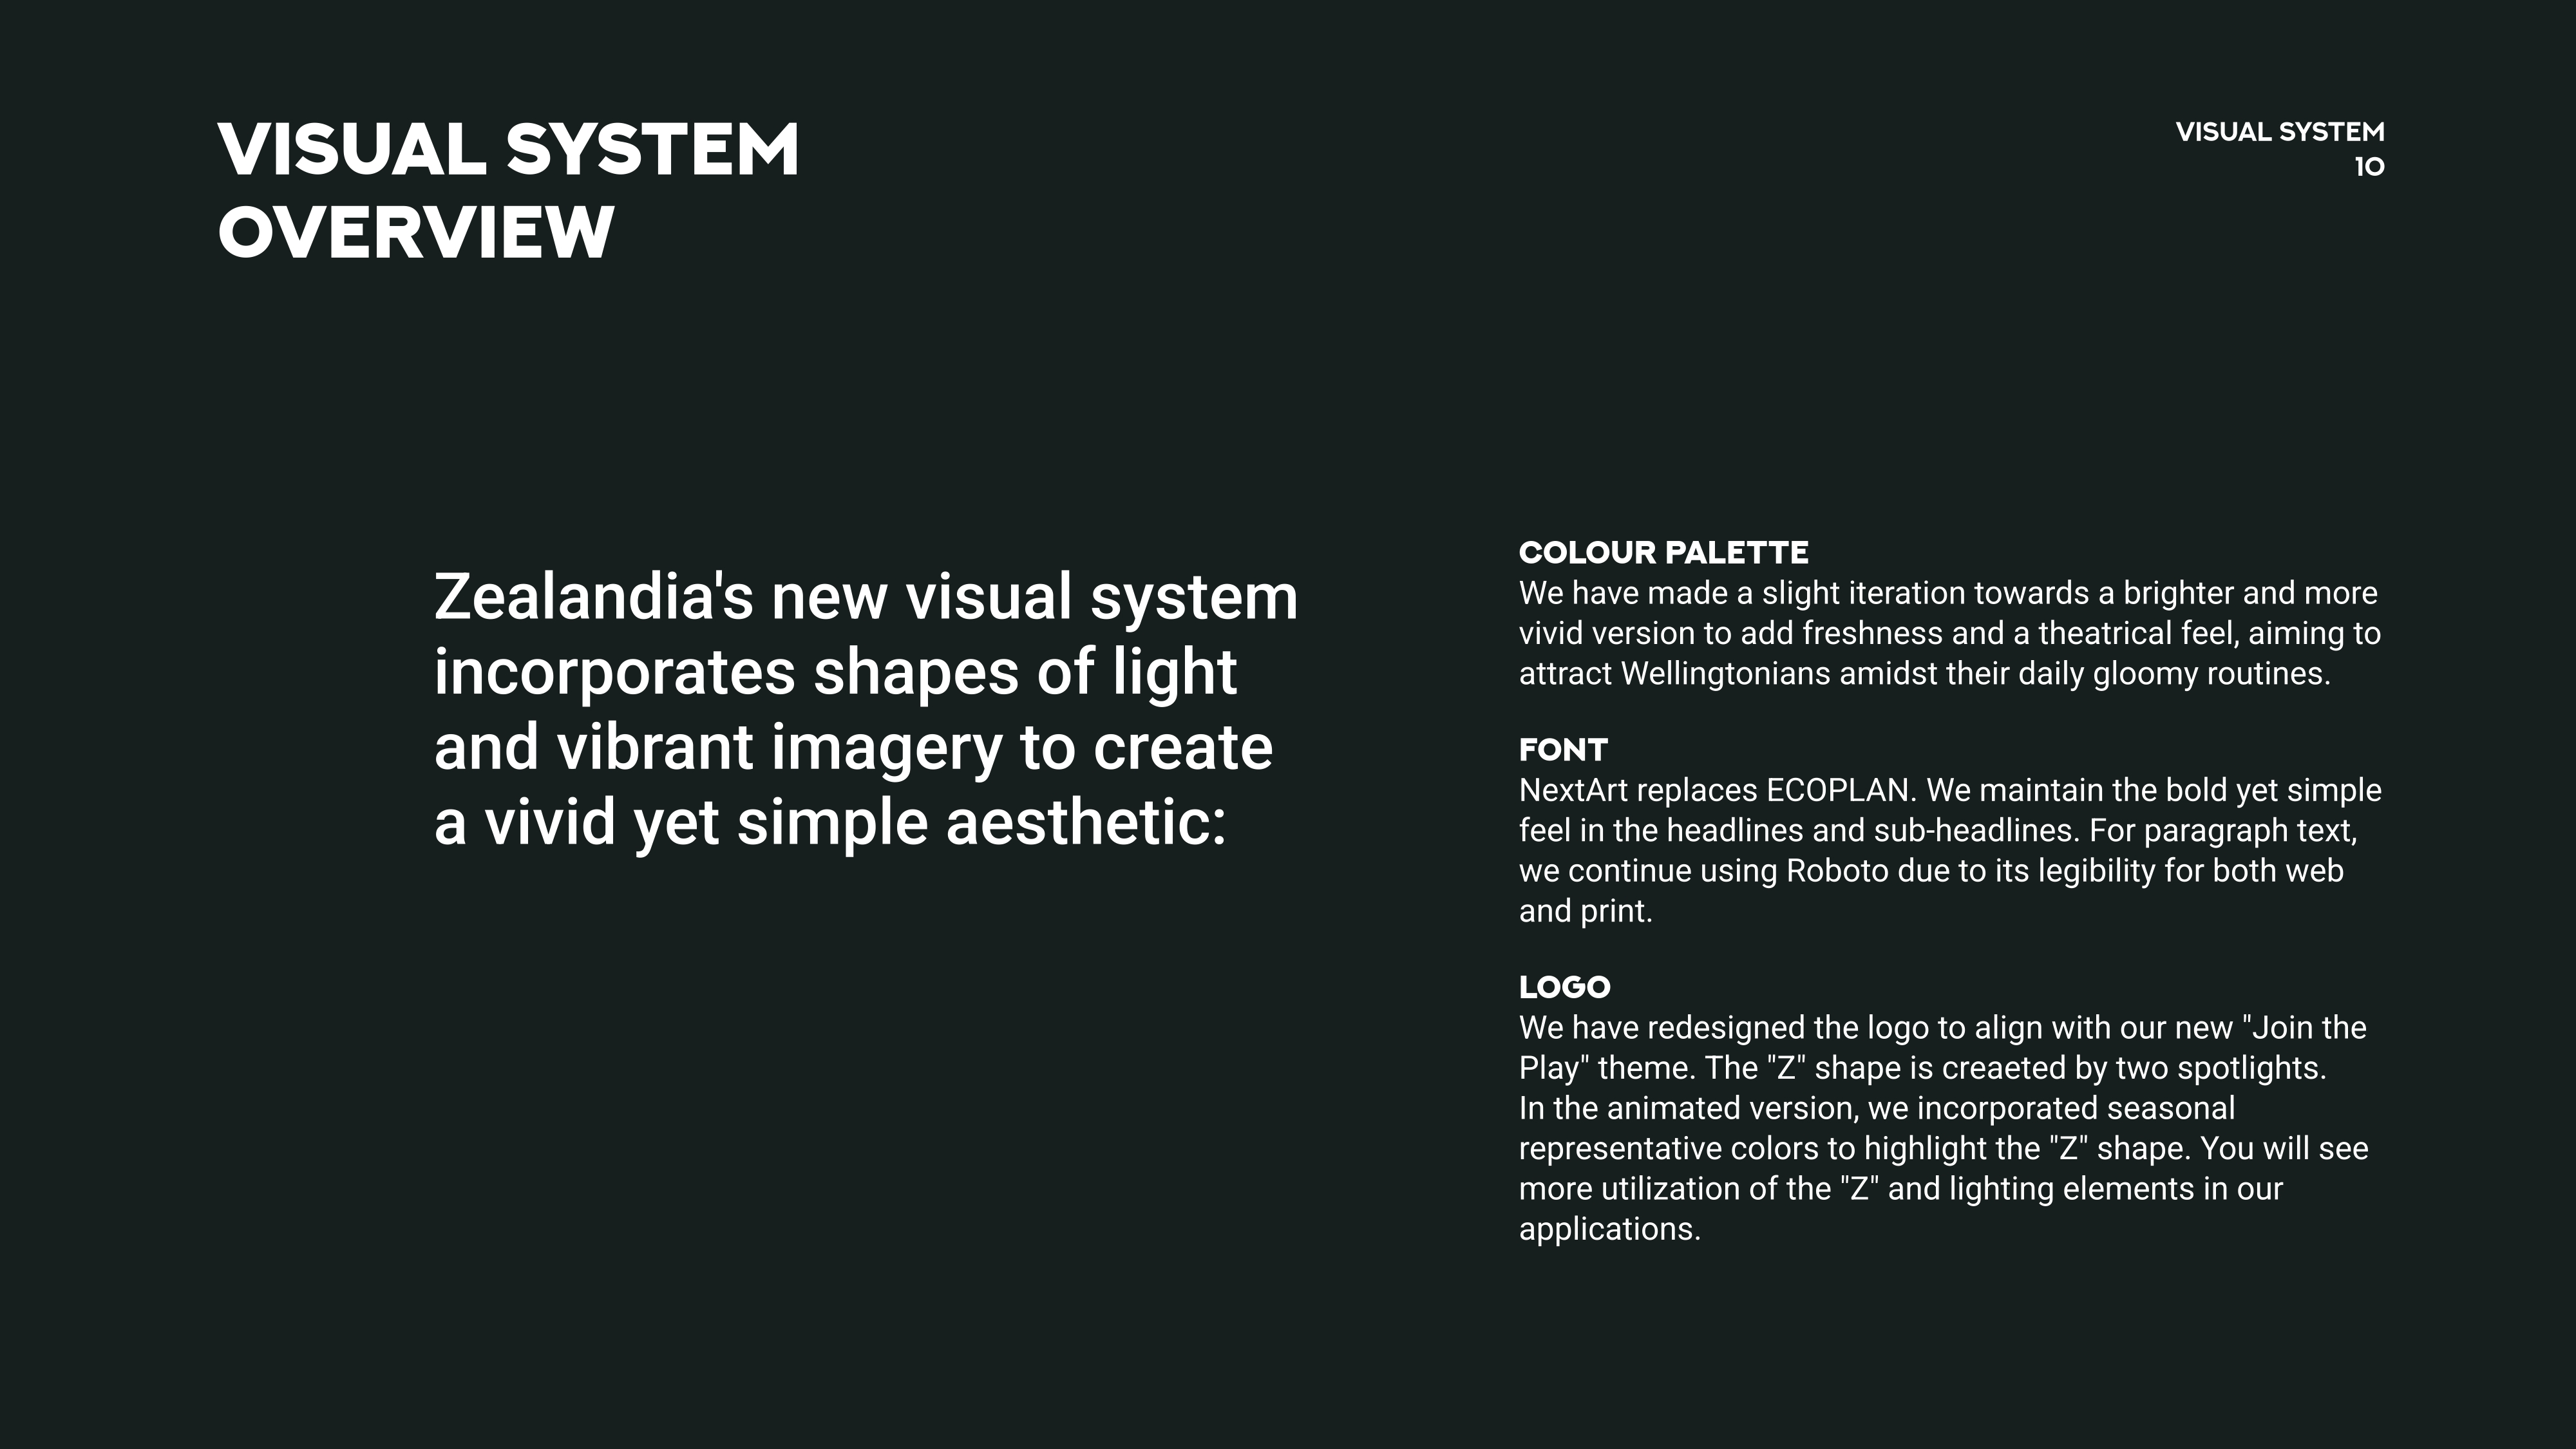 VISUAL SYSTEM
OVERVIEW
VISUAL SYSTEM
10
Zealandia's new visual system
incorporates shapes of light
and vibrant imagery to create
a vivid yet simple aesthetic:
COLOUR PALETTE
We have made a slight iteration towards a brighter and more
vivid version to add freshness and a theatrical feel, aiming to
attract Wellingtonians amidst their daily gloomy routines.
FONT
NextArt replaces ECOPLAN. We maintain the bold yet simple
feel in the headlines and sub-headlines. For paragraph text,
we continue using Roboto due to its legibility for both web
and print.
LOGO
We have redesigned the logo to align with our new "Join the
Play" theme. The "Z" shape is creaeted by two spotlights.
In the animated version, we incorporated seasonal
representative colors to highlight the "Z" shape. You will see
more utilization of the "Z" and lighting elements in our
applications.